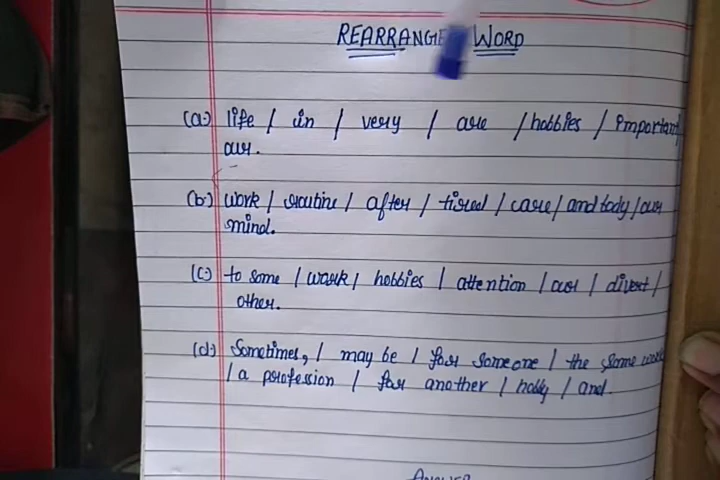 REARRANGE WORD
(a) life / in / very / are / hobbies / important
our.
(b) work / routine / after / tired / care / and body / our
mind.
(c) to some / work / hobbies / attention / our / divert /
other.
(d) Sometimes, / may be / for someone / the same work
/ a profession / for another / hobby / and.
ANSWER